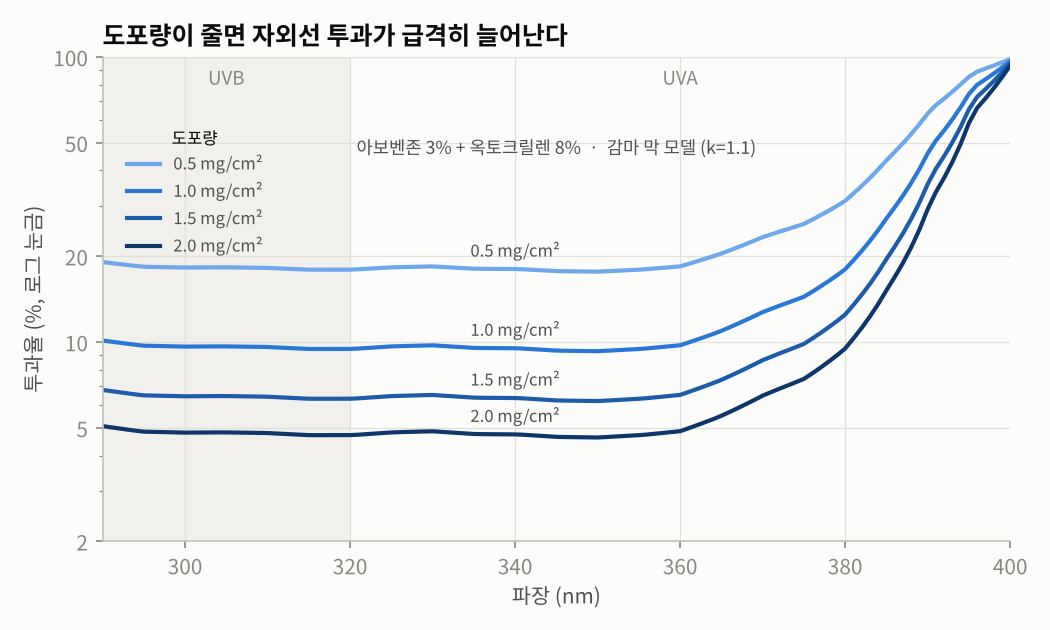 도포량이 줄면 자외선 투과가 급격히 늘어난다
UVB
UVA
도포량
0.5 mg/cm²
1.0 mg/cm²
1.5 mg/cm²
2.0 mg/cm²
아보벤존 3% + 옥토크릴렌 8% · 감마 막 모델 (k=1.1)
0.5 mg/cm²
1.0 mg/cm²
1.5 mg/cm²
2.0 mg/cm²
100
50
20
10
5
2
투과율 (%, 로그 눈금)
300 320 340 360 380 400
파장 (nm)